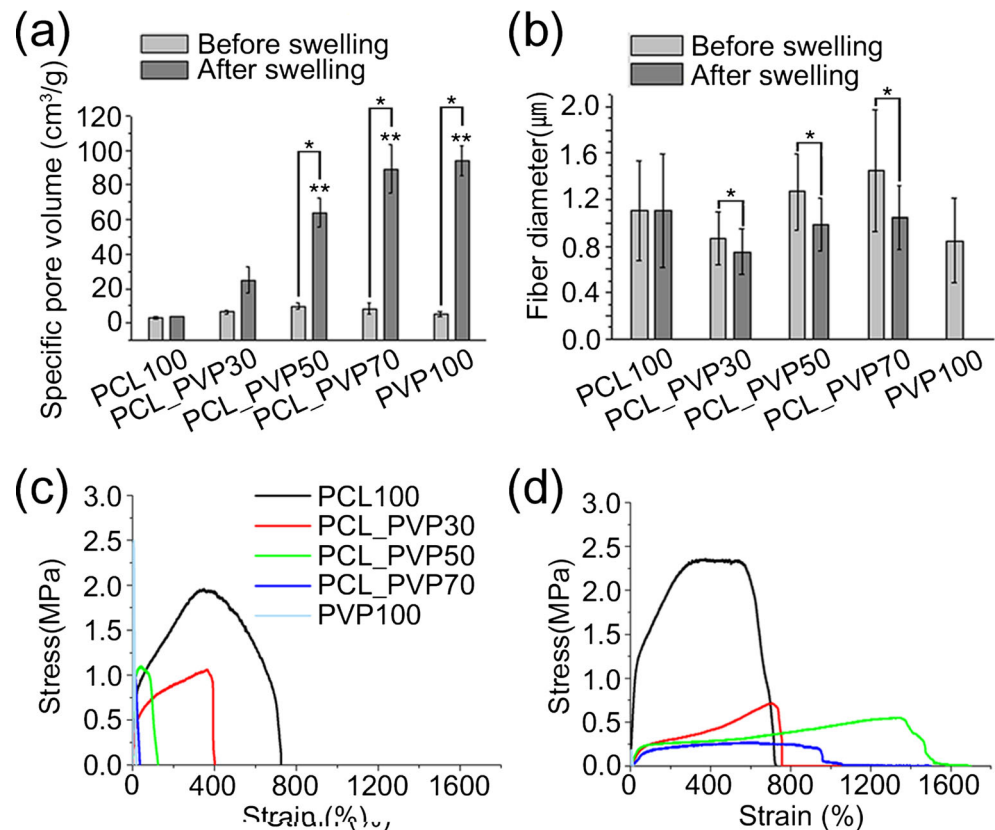 (a)
Before swelling
After swelling
Specific pore volume (cm³/g)
120
100
80
60
40
20
0
*
**
*
**
*
**
PCL100
PCL_PVP30
PCL_PVP50
PCL_PVP70
PVP100
(b)
Before swelling
After swelling
Fiber diameter(μm)
2.0
1.6
1.2
0.8
0.4
0.0
*
*
*
PCL100
PCL_PVP30
PCL_PVP50
PCL_PVP70
PVP100
(c)
Stress(MPa)
3.0
2.5
2.0
1.5
1.0
0.5
0.0
PCL100
PCL_PVP30
PCL_PVP50
PCL_PVP70
PVP100
0 400 800 1200 1600
Strain (%)
(d)
Stress(MPa)
3.0
2.5
2.0
1.5
1.0
0.5
0.0
0 400 800 1200 1600
Strain (%)